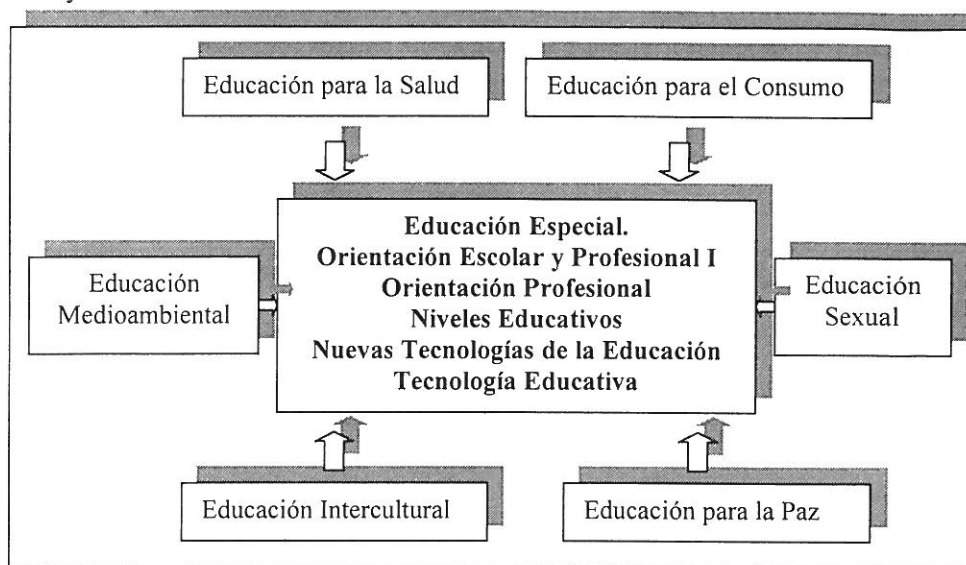 Educación para la Salud
Educación para el Consumo
Educación Especial.
Orientación Escolar y Profesional I
Orientación Profesional
Niveles Educativos
Nuevas Tecnologías de la Educación
Tecnología Educativa
Educación
Medioambiental
Educación
Sexual
Educación Intercultural
Educación para la Paz